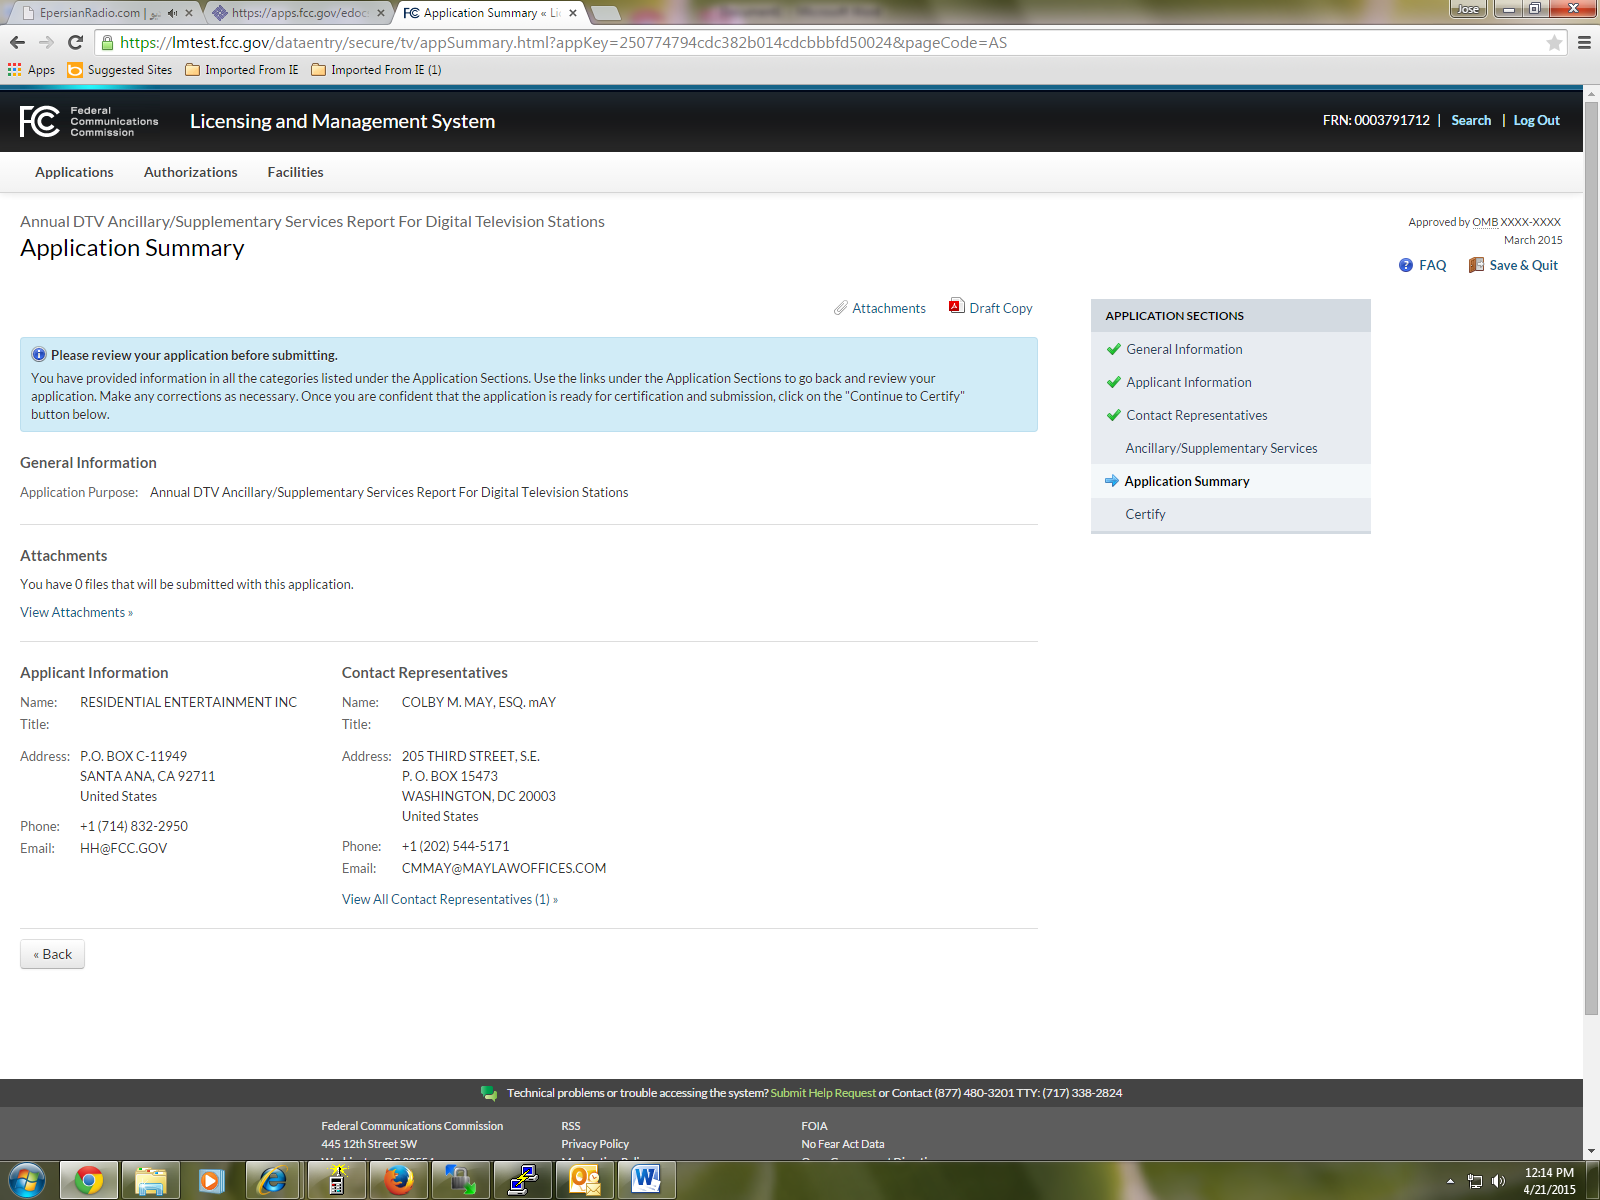 EpersianRadio.com |
https://apps.fcc.gov/edoc
Application Summary « Li
Jose
https://lmtest.fcc.gov/dataentry/secure/tv/appSummary.html?appKey=250774794cdc382b014cdcbbbfd50024&pageCode=AS
Apps
Suggested Sites
Imported From IE
Imported From IE (1)
FC Federal Communications Commission
Licensing and Management System
FRN: 0003791712 | Search | Log Out
Applications
Authorizations
Facilities
Annual DTV Ancillary/Supplementary Services Report For Digital Television Stations
Application Summary
Approved by OMB XXXX-XXXX
March 2015
FAQ
Save & Quit
Attachments
Draft Copy
Please review your application before submitting.
You have provided information in all the categories listed under the Application Sections. Use the links under the Application Sections to go back and review your
application. Make any corrections as necessary. Once you are confident that the application is ready for certification and submission, click on the "Continue to Certify"
button below.
APPLICATION SECTIONS
General Information
Applicant Information
Contact Representatives
Ancillary/Supplementary Services
Application Summary
Certify
General Information
Application Purpose: Annual DTV Ancillary/Supplementary Services Report For Digital Television Stations
Attachments
You have 0 files that will be submitted with this application.
View Attachments »
Applicant Information
Name: RESIDENTIAL ENTERTAINMENT INC
Title:
Address: P.O. BOX C-11949
SANTA ANA, CA 92711
United States
Phone: +1 (714) 832-2950
Email: HH@FCC.GOV
Contact Representatives
Name: COLBY M. MAY, ESQ. mAY
Title:
Address: 205 THIRD STREET, S.E.
P. O. BOX 15473
WASHINGTON, DC 20003
United States
Phone: +1 (202) 544-5171
Email: CMMAY@MAYLAWOFFICES.COM
View All Contact Representatives (1) »
« Back
Technical problems or trouble accessing the system? Submit Help Request or Contact (877) 480-3201 TTY: (717) 338-2824
Federal Communications Commission
445 12th Street SW
RSS
Privacy Policy
FOIA
No Fear Act Data
12:14 PM
4/21/2015